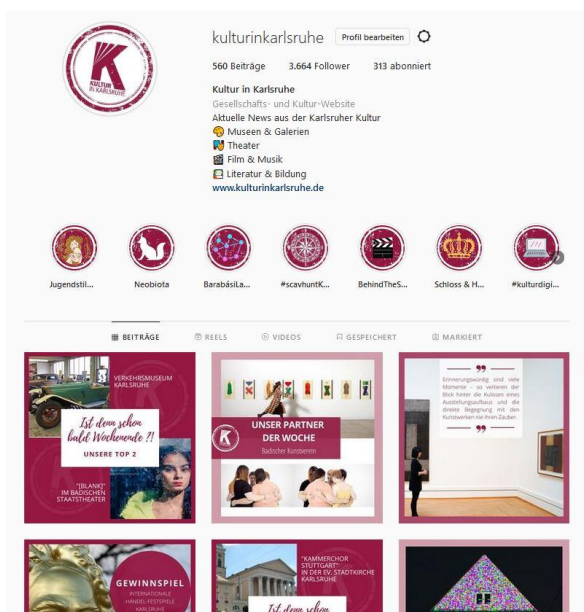 K
KULTUR
IN KARLSRUHE
kulturinkarlsruhe
Profil bearbeiten
560 Beiträge 3.664 Follower 313 abonniert
Kultur in Karlsruhe
Gesellschafts- und Kultur-Website
Aktuelle News aus der Karlsruher Kultur
Museen & Galerien
Theater
Film & Musik
Literatur & Bildung
www.kulturinkarlsruhe.de
Jugendstil... Neobiota BarabásiLa... #scavhuntK... BehindTheS... Schloss & H... #kulturdigi...
BEITRÄGE REELS VIDEOS GESPEICHERT MARKIERT
VERKEHRSMUSEUM
KARLSRUHE
Ist denn schon
bald Wochenende ?!
UNSERE TOP 2
"[BLANK]"
IM BADISCHEN
STAATSTHEATER
UNSER PARTNER
DER WOCHE
Badischer Kunstverein
K
Erinnerungswürdig sind viele
Momente – so verlieren der
Blick hinter die Kulissen eines
Ausstellungsaufbaus und die
direkte Begegnung mit den
Kunstwerken nie ihren Zauber.
GEWINNSPIEL
INTERNATIONALE
HÄNDEL-FESTSPIELE
KARLSRUHE
"KAMMERCHOR
STUTTGART"
IN DER EV. STADTKIRCHE
KARLSRUHE
Ist denn schon